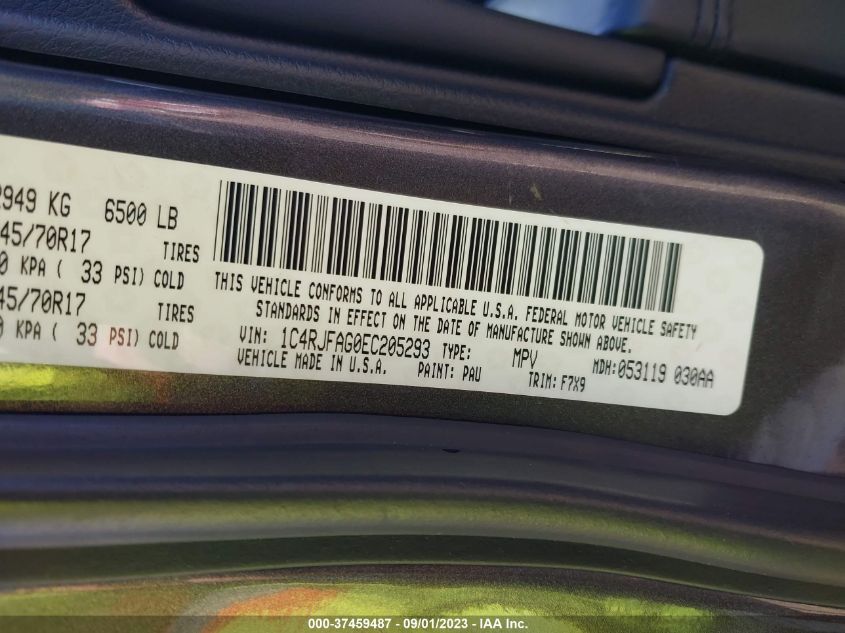 2949 KG 6500 LB
45/70R17 TIRES
0 KPA ( 33 PSI) COLD
45/70R17 TIRES
0 KPA ( 33 PSI) COLD
THIS VEHICLE CONFORMS TO ALL APPLICABLE U.S.A. FEDERAL MOTOR VEHICLE SAFETY
STANDARDS IN EFFECT ON THE DATE OF MANUFACTURE SHOWN ABOVE.
VIN: 1C4RJFAG0EC205293 TYPE: MPV MDH:053119 030AA
VEHICLE MADE IN U.S.A. PAINT: PAU TRIM: F7X9
000-37459487 - 09/01/2023 - IAA Inc.